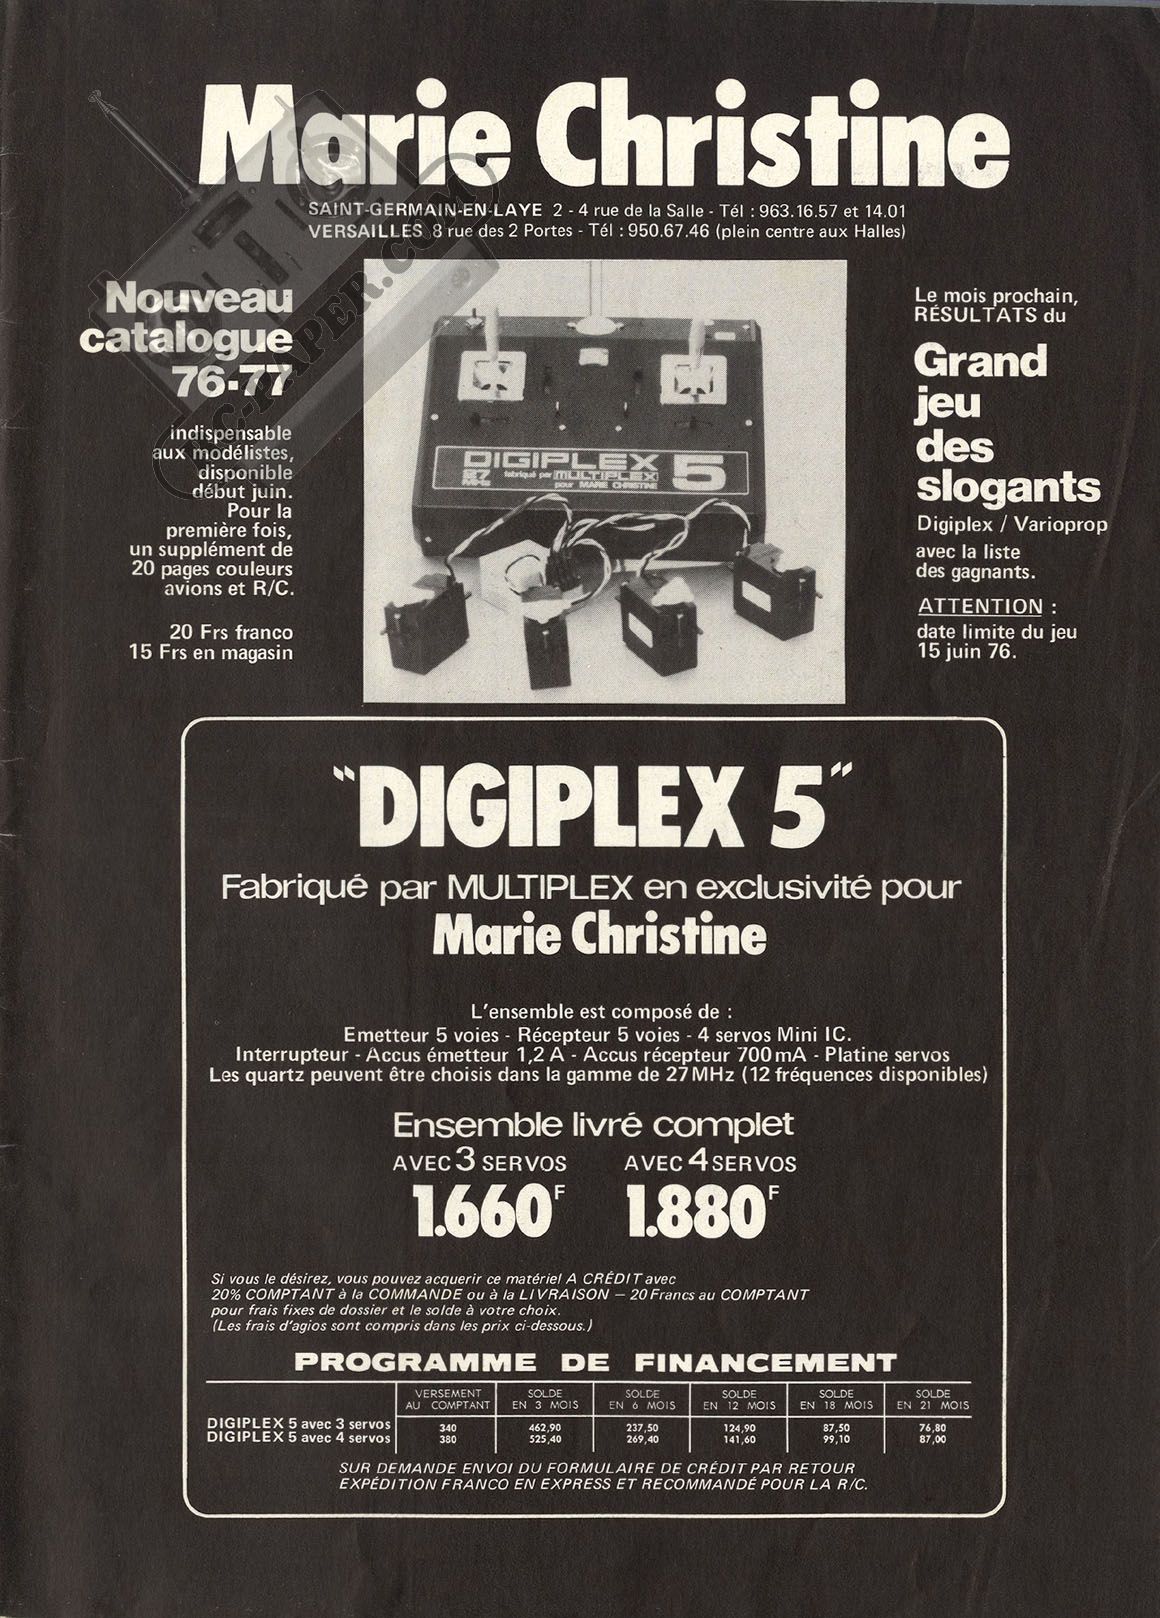 Marie Christine
SAINT-GERMAIN-EN-LAYE 2 - 4 rue de la Salle - Tél : 963.16.57 et 14.01
VERSAILLES 8 rue des 2 Portes - Tél : 950.67.46 (plein centre aux Halles)
Nouveau
catalogue
76-77
indispensable
aux modélistes,
disponible
début juin.
Pour la
première fois,
un supplément de
20 pages couleurs
avions et R/C.
20 Frs franco
15 Frs en magasin
RC-PAPER.COM
DIGIPLEX 5
27 MHz fabriqué par MULTIPLEX
pour MARIE CHRISTINE
Le mois prochain,
RÉSULTATS du
Grand
jeu
des
slogants
Digiplex / Varioprop
avec la liste
des gagnants.
ATTENTION :
date limite du jeu
15 juin 76.
"DIGIPLEX 5"
Fabriqué par MULTIPLEX en exclusivité pour
Marie Christine
L'ensemble est composé de :
Emetteur 5 voies - Récepteur 5 voies - 4 servos Mini IC.
Interrupteur - Accus émetteur 1,2 A - Accus récepteur 700 mA - Platine servos
Les quartz peuvent être choisis dans la gamme de 27 MHz (12 fréquences disponibles)
Ensemble livré complet
AVEC 3 SERVOS AVEC 4 SERVOS
1.660F 1.880F
Si vous le désirez, vous pouvez acquerir ce matériel A CRÉDIT avec
20% COMPTANT à la COMMANDE ou à la LIVRAISON – 20 Francs au COMPTANT
pour frais fixes de dossier et le solde à votre choix.
(Les frais d'agios sont compris dans les prix ci-dessous.)
PROGRAMME DE FINANCEMENT
VERSEMENT SOLDE SOLDE SOLDE SOLDE SOLDE
AU COMPTANT EN 3 MOIS EN 6 MOIS EN 12 MOIS EN 18 MOIS EN 21 MOIS
DIGIPLEX 5 avec 3 servos 340 462,90 237,50 124,90 87,50 76,80
DIGIPLEX 5 avec 4 servos 380 525,40 269,40 141,60 99,10 87,00
SUR DEMANDE ENVOI DU FORMULAIRE DE CRÉDIT PAR RETOUR
EXPÉDITION FRANCO EN EXPRESS ET RECOMMANDÉ POUR LA R/C.